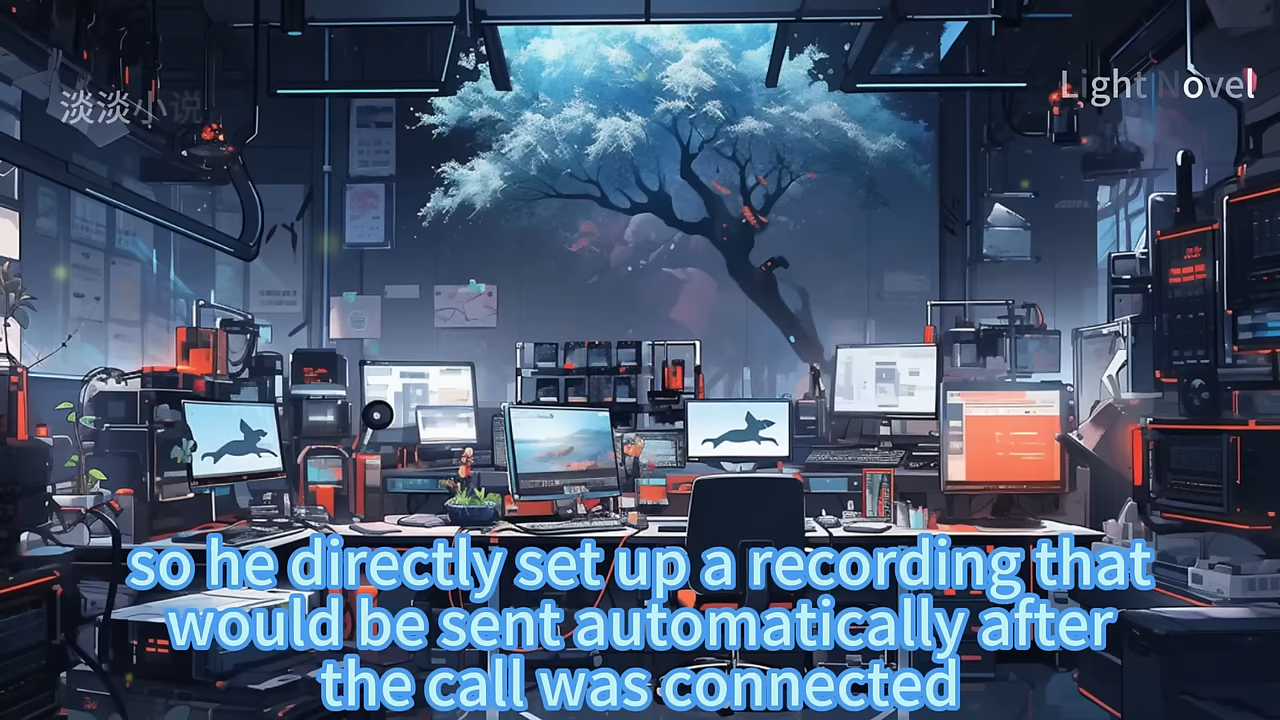 淡淡小说
Light Novel
so he directly set up a recording that
would be sent automatically after
the call was connected